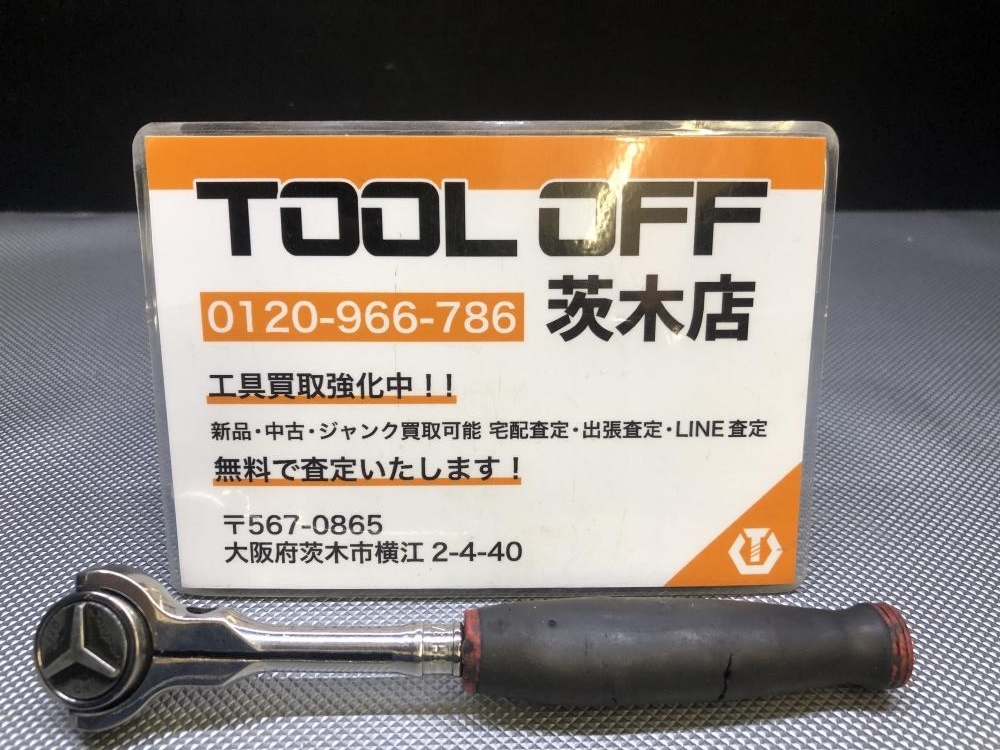 TOOL OFF
0120-966-786 茨木店
工具買取強化中！！
新品・中古・ジャンク買取可能 宅配査定・出張査定・LINE査定
無料で査定いたします！
〒567-0865
大阪府茨木市横江 2-4-40